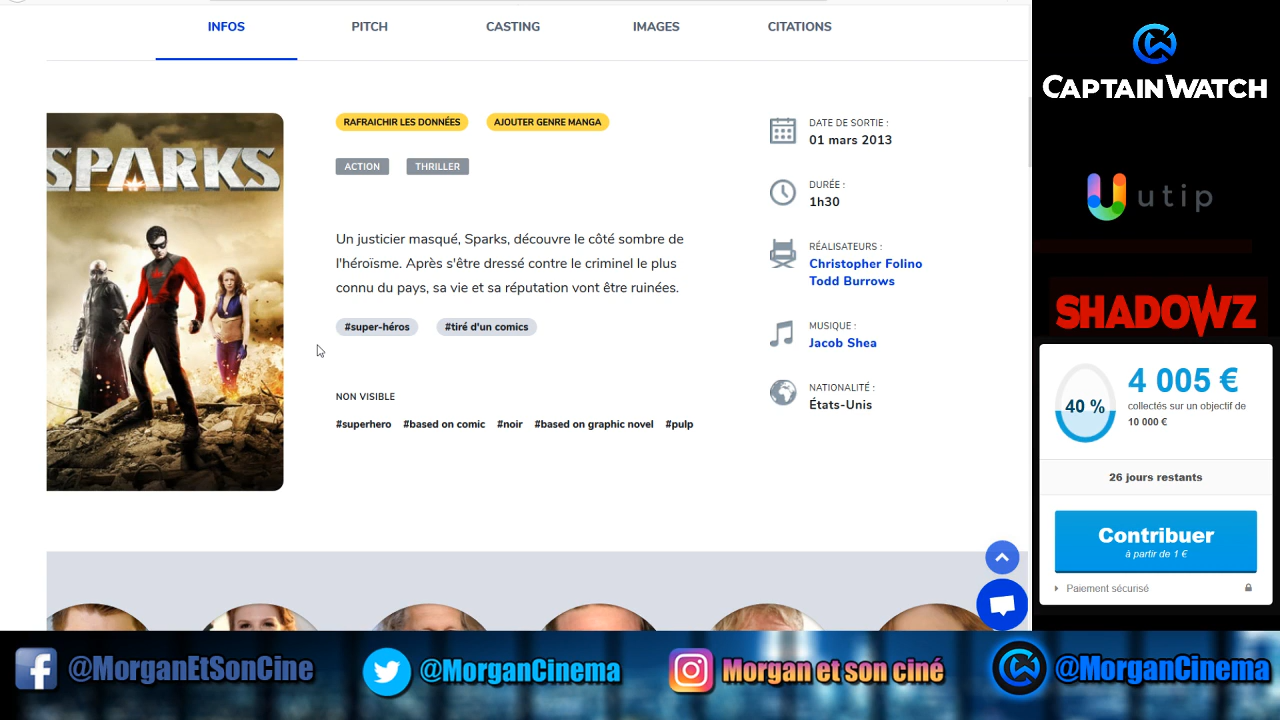 INFOS
PITCH
CASTING
IMAGES
CITATIONS
SPARKS
RAFRAICHIR LES DONNÉES
AJOUTER GENRE MANGA
ACTION
THRILLER
Un justicier masqué, Sparks, découvre le côté sombre de
l'héroïsme. Après s'être dressé contre le criminel le plus
connu du pays, sa vie et sa réputation vont être ruinées.
#super-héros
#tiré d'un comics
NON VISIBLE
#superhero #based on comic #noir #based on graphic novel #pulp
DATE DE SORTIE :
01 mars 2013
DURÉE :
1h30
RÉALISATEURS :
Christopher Folino
Todd Burrows
MUSIQUE :
Jacob Shea
NATIONALITÉ :
États-Unis
CAPTAINWATCH
utip
SHADOWZ
40 %
4 005 €
collectés sur un objectif de
10 000 €
26 jours restants
Contribuer
à partir de 1 €
Paiement sécurisé
@MorganEtSonCine
@MorganCinema
Morgan et son ciné
@MorganCinema